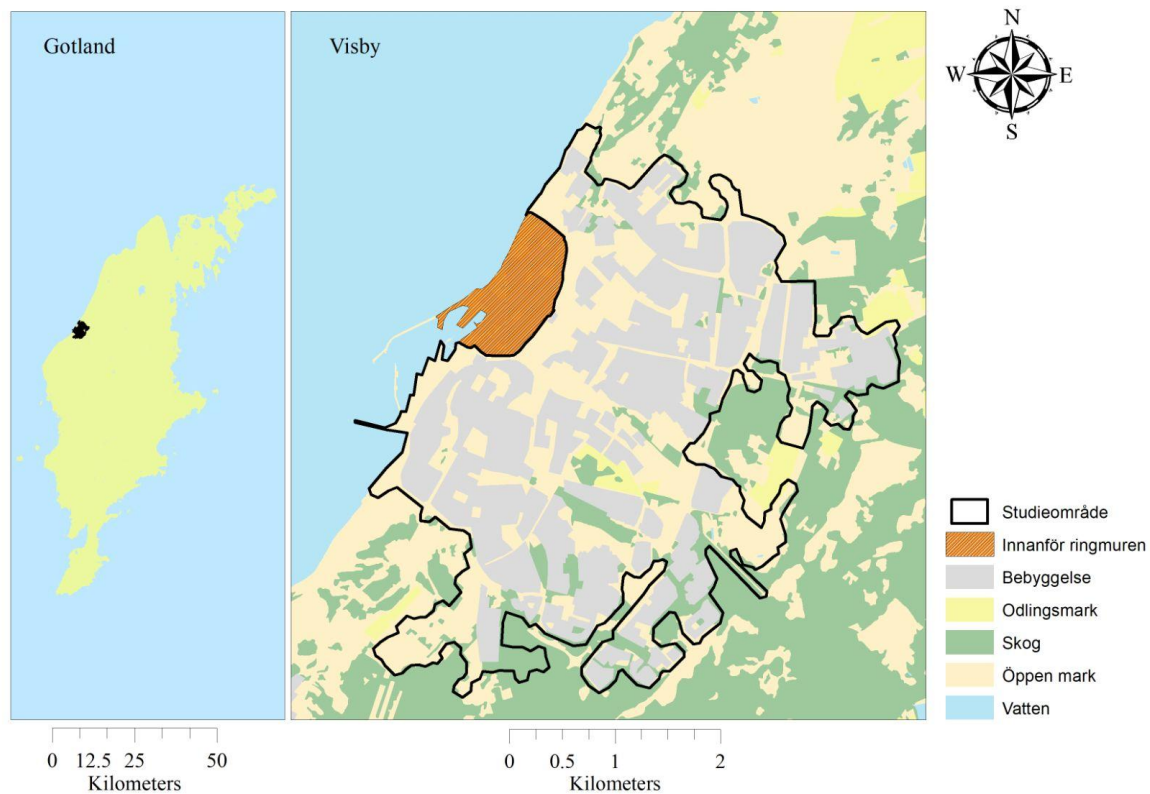 Gotland
Visby
N
W E
S
Studieområde
Innanför ringmuren
Bebyggelse
Odlingsmark
Skog
Öppen mark
Vatten
0 12.5 25 50
Kilometers
0 0.5 1 2
Kilometers